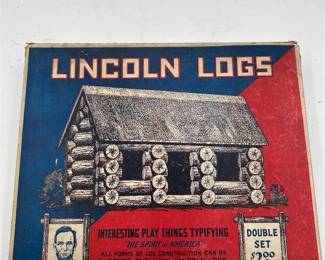 LINCOLN LOGS
INTERESTING PLAY THINGS TYPIFYING
"THE SPIRIT of AMERICA"
ALL FORMS OF LOG CONSTRUCTION CAN BE
DOUBLE
SET
$2.00